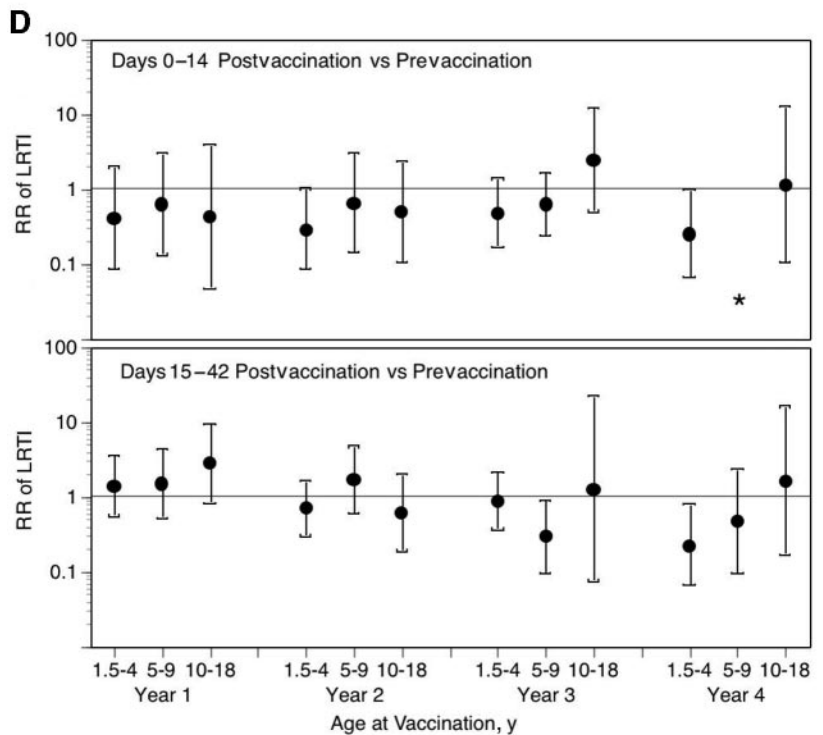 D
100
Days 0–14 Postvaccination vs Prevaccination
10
1
0.1
RR of LRTI
*
100
Days 15–42 Postvaccination vs Prevaccination
10
1
0.1
RR of LRTI
1.5-4 5-9 10-18 1.5-4 5-9 10-18 1.5-4 5-9 10-18 1.5-4 5-9 10-18
Year 1 Year 2 Year 3 Year 4
Age at Vaccination, y